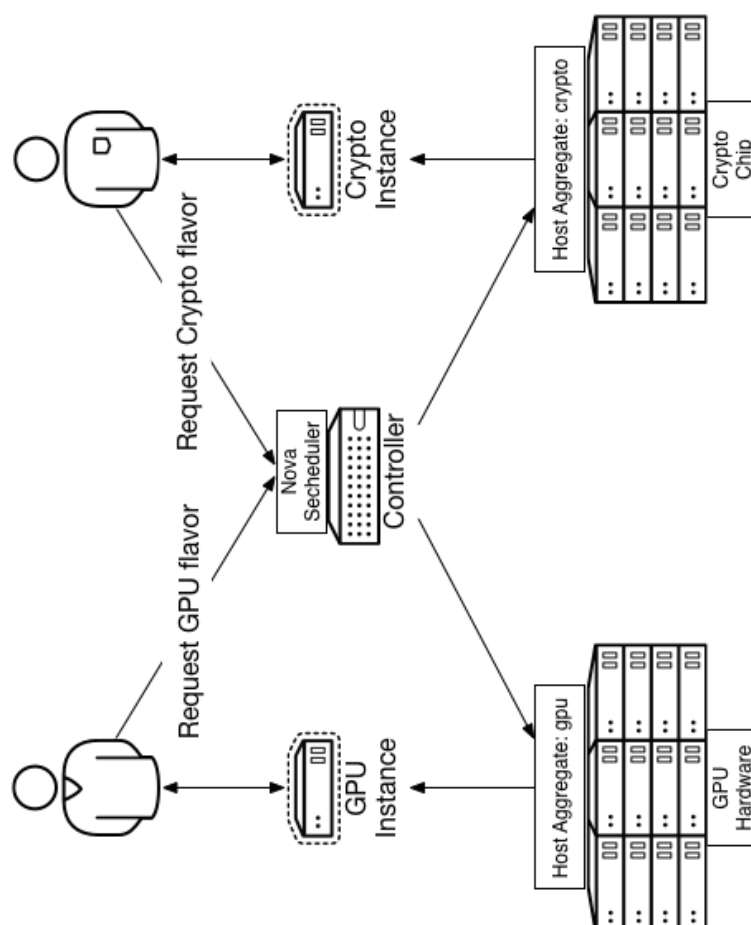 Request GPU flavor
Request Crypto flavor
Nova
Secheduler
Controller
GPU
Instance
Crypto
Instance
Host Aggregate: gpu
Host Aggregate: crypto
GPU
Hardware
Crypto
Chip